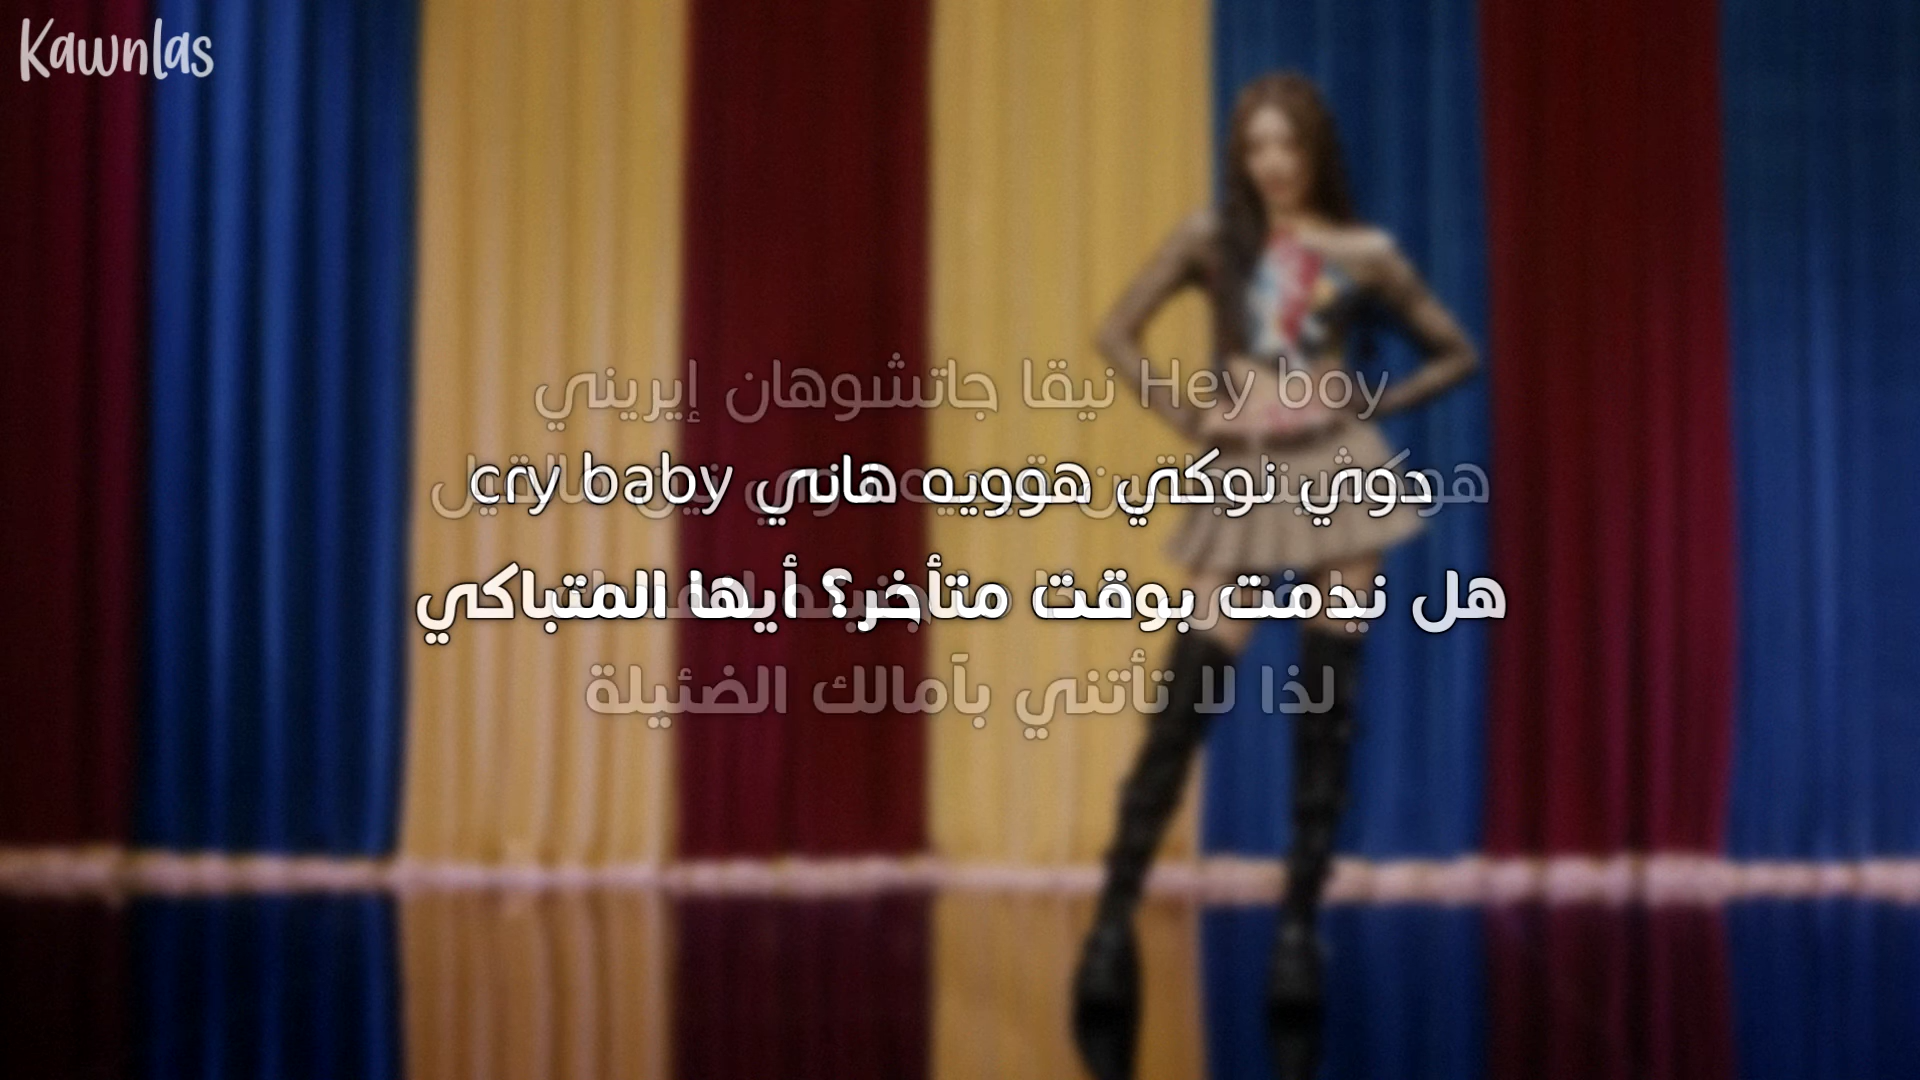 Kawnlas
Hey boy نيقا جاتشوهان إيريني
دوڜي نوكتي هوويه هاني cry baby
هل ندمت بوقت متأخر؟ أيها المتباكي
لذا لا تأتني بآمالك الضئيلة